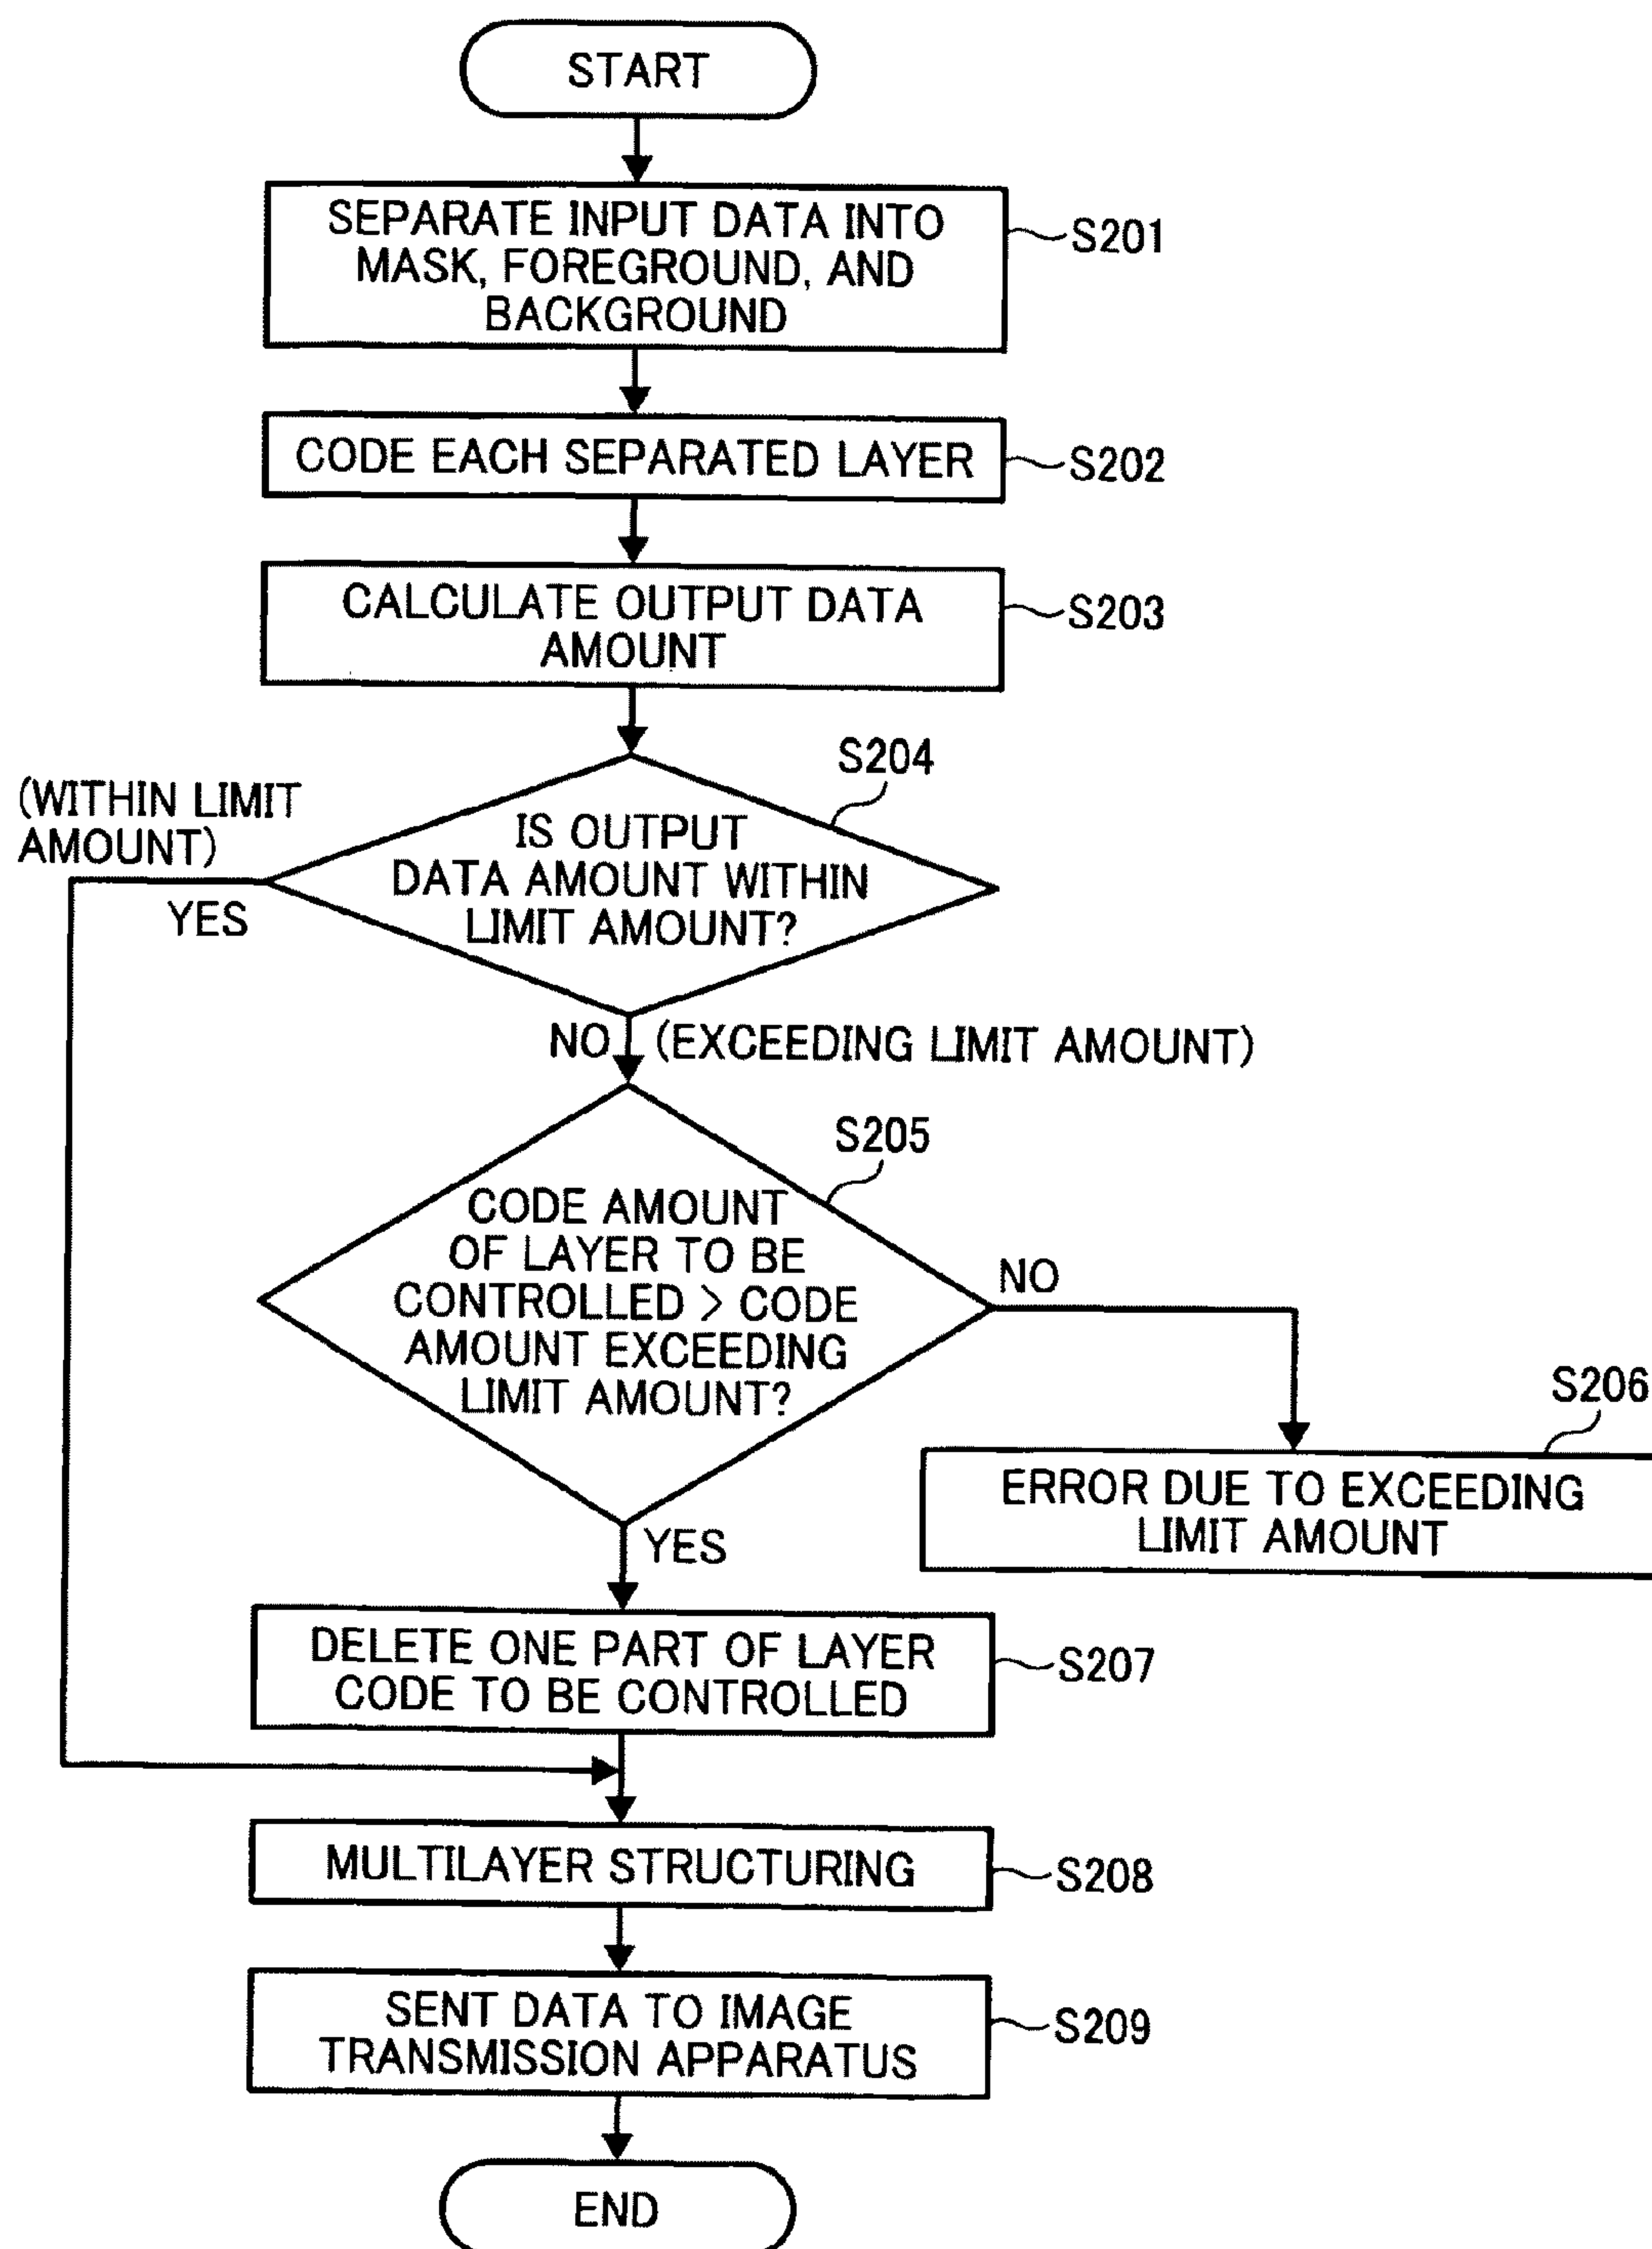 START
SEPARATE INPUT DATA INTO
MASK, FOREGROUND, AND
BACKGROUND
S201
CODE EACH SEPARATED LAYER
S202
CALCULATE OUTPUT DATA
AMOUNT
S203
S204
(WITHIN LIMIT
AMOUNT)
YES
IS OUTPUT
DATA AMOUNT WITHIN
LIMIT AMOUNT?
NO (EXCEEDING LIMIT AMOUNT)
S205
CODE AMOUNT
OF LAYER TO BE
CONTROLLED > CODE
AMOUNT EXCEEDING
LIMIT AMOUNT?
NO
S206
ERROR DUE TO EXCEEDING
LIMIT AMOUNT
YES
DELETE ONE PART OF LAYER
CODE TO BE CONTROLLED
S207
MULTILAYER STRUCTURING
S208
SENT DATA TO IMAGE
TRANSMISSION APPARATUS
S209
END